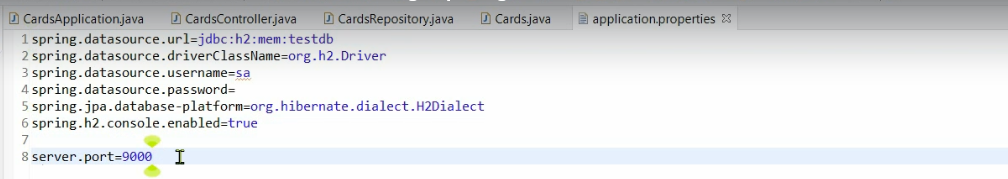 CardsApplication.java CardsController.java CardsRepository.java Cards.java application.properties
1 spring.datasource.url=jdbc:h2:mem:testdb
2 spring.datasource.driverClassName=org.h2.Driver
3 spring.datasource.username=sa
4 spring.datasource.password=
5 spring.jpa.database-platform=org.hibernate.dialect.H2Dialect
6 spring.h2.console.enabled=true
7
8 server.port=9000